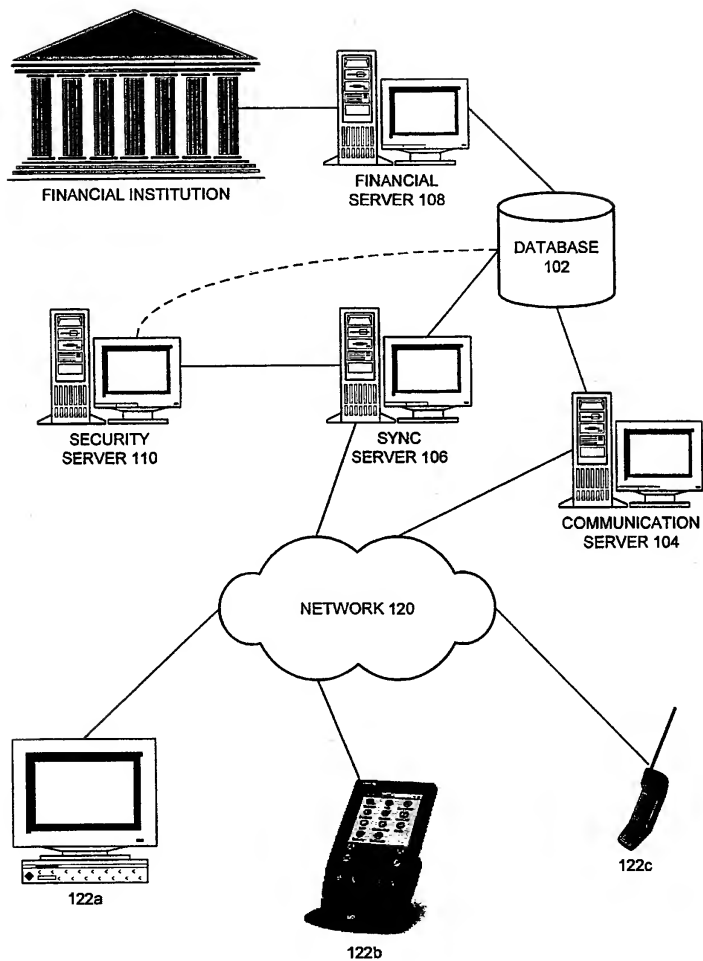 FINANCIAL INSTITUTION
FINANCIAL
SERVER 108
DATABASE
102
SECURITY
SERVER 110
SYNC
SERVER 106
COMMUNICATION
SERVER 104
NETWORK 120
122a
122b
122c